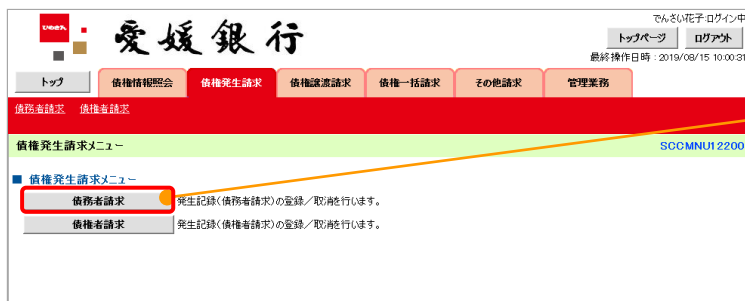 でんさい花子:ログイン中
ひめぎん
愛媛銀行
トップページ ログアウト
最終操作日時：2019/08/15 10:00:31
トップ 債権情報照会 債権発生請求 債権譲渡請求 債権一括請求 その他請求 管理業務
債務者請求 債権者請求
債権発生請求メニュー SCCMNU12200
■ 債権発生請求メニュー
債務者請求 発生記録(債務者請求)の登録／取消を行います。
債権者請求 発生記録(債権者請求)の登録／取消を行います。